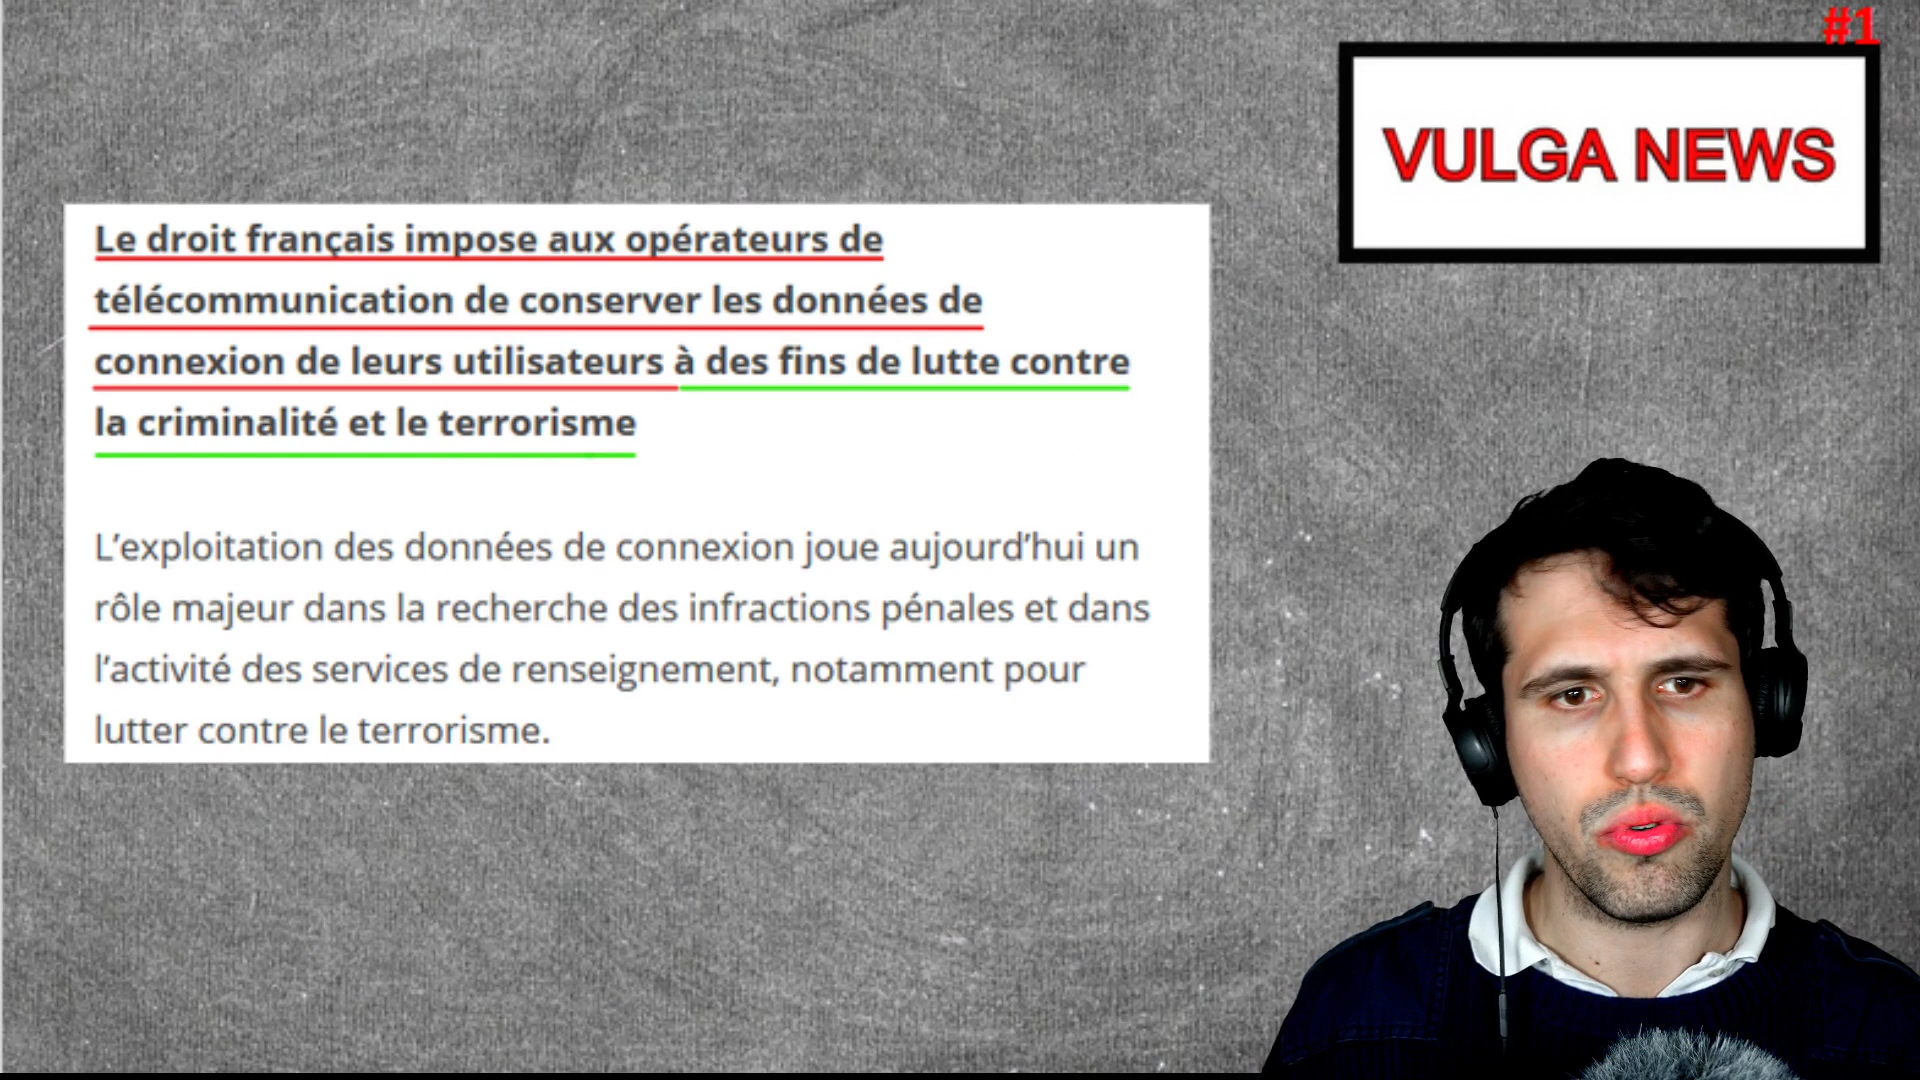 #1
VULGA NEWS
Le droit français impose aux opérateurs de
télécommunication de conserver les données de
connexion de leurs utilisateurs à des fins de lutte contre
la criminalité et le terrorisme
L’exploitation des données de connexion joue aujourd’hui un
rôle majeur dans la recherche des infractions pénales et dans
l’activité des services de renseignement, notamment pour
lutter contre le terrorisme.